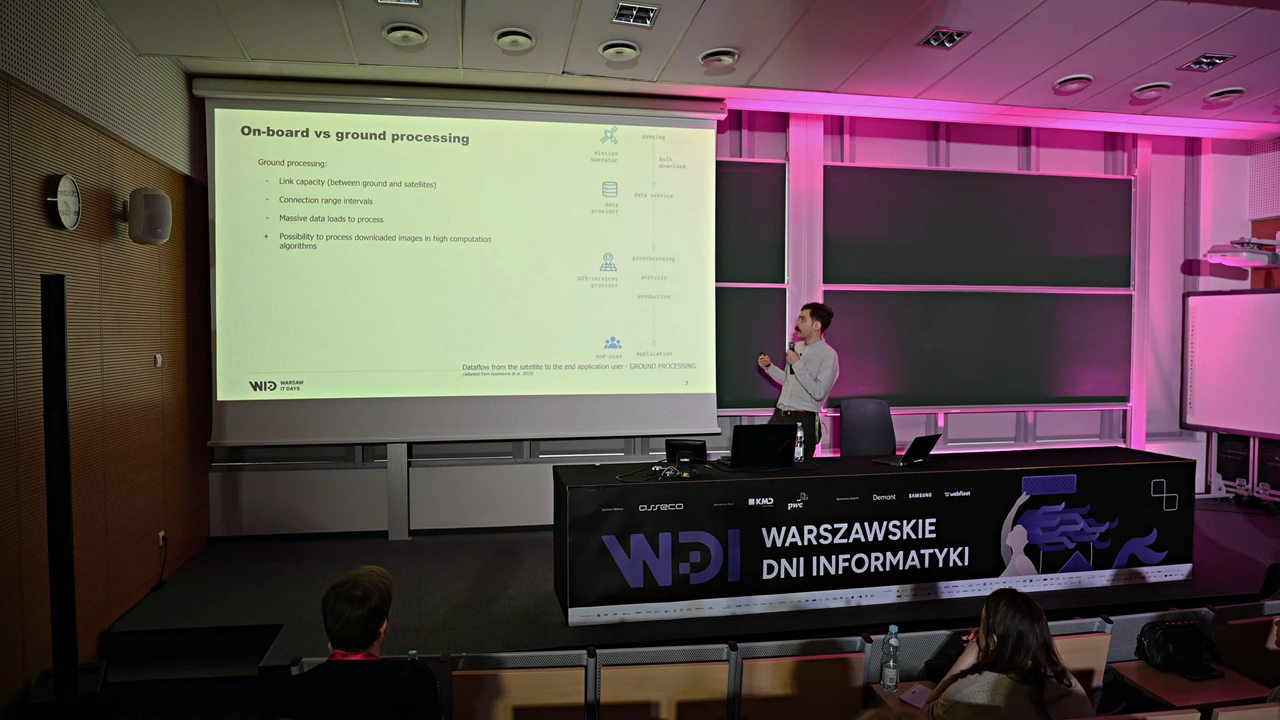 On-board vs ground processing
Ground processing:
- Link capacity (between ground and satellites)
- Connection range intervals
- Massive data loads to process
+ Possibility to process downloaded images in high computation
algorithms
sensing
Mission
operator
bulk
download
data service
data
provider
preprocessing
GIS-services
provider
analysis
production
end-user
application
Dataflow from the satellite to the end application user - GROUND PROCESSING
WID WARSAW
IT DAYS
7
asseco
KMD
pwc
Demant
SAMSUNG
webfleet
WDI
WARSZAWSKIE
DNI INFORMATYKI